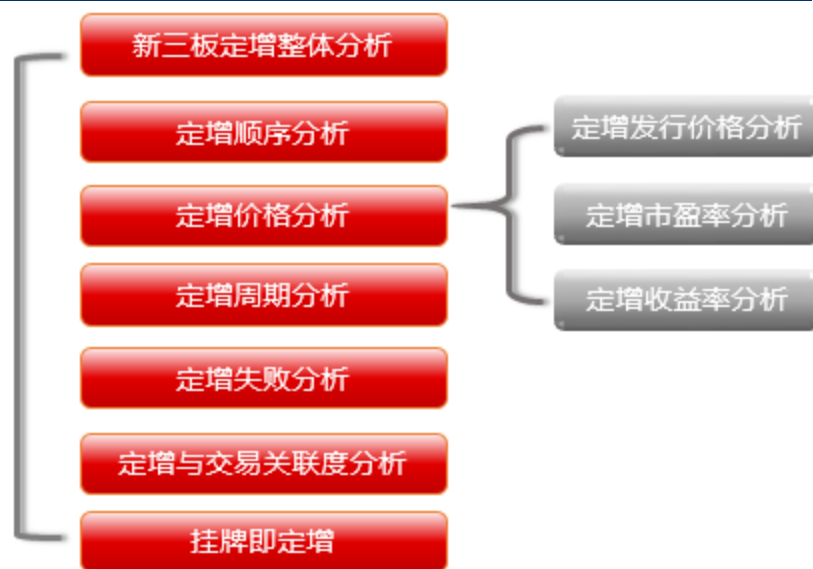 新三板定增整体分析
定增顺序分析
定增价格分析
定增周期分析
定增失败分析
定增与交易关联度分析
挂牌即定增
定增发行价格分析
定增市盈率分析
定增收益率分析